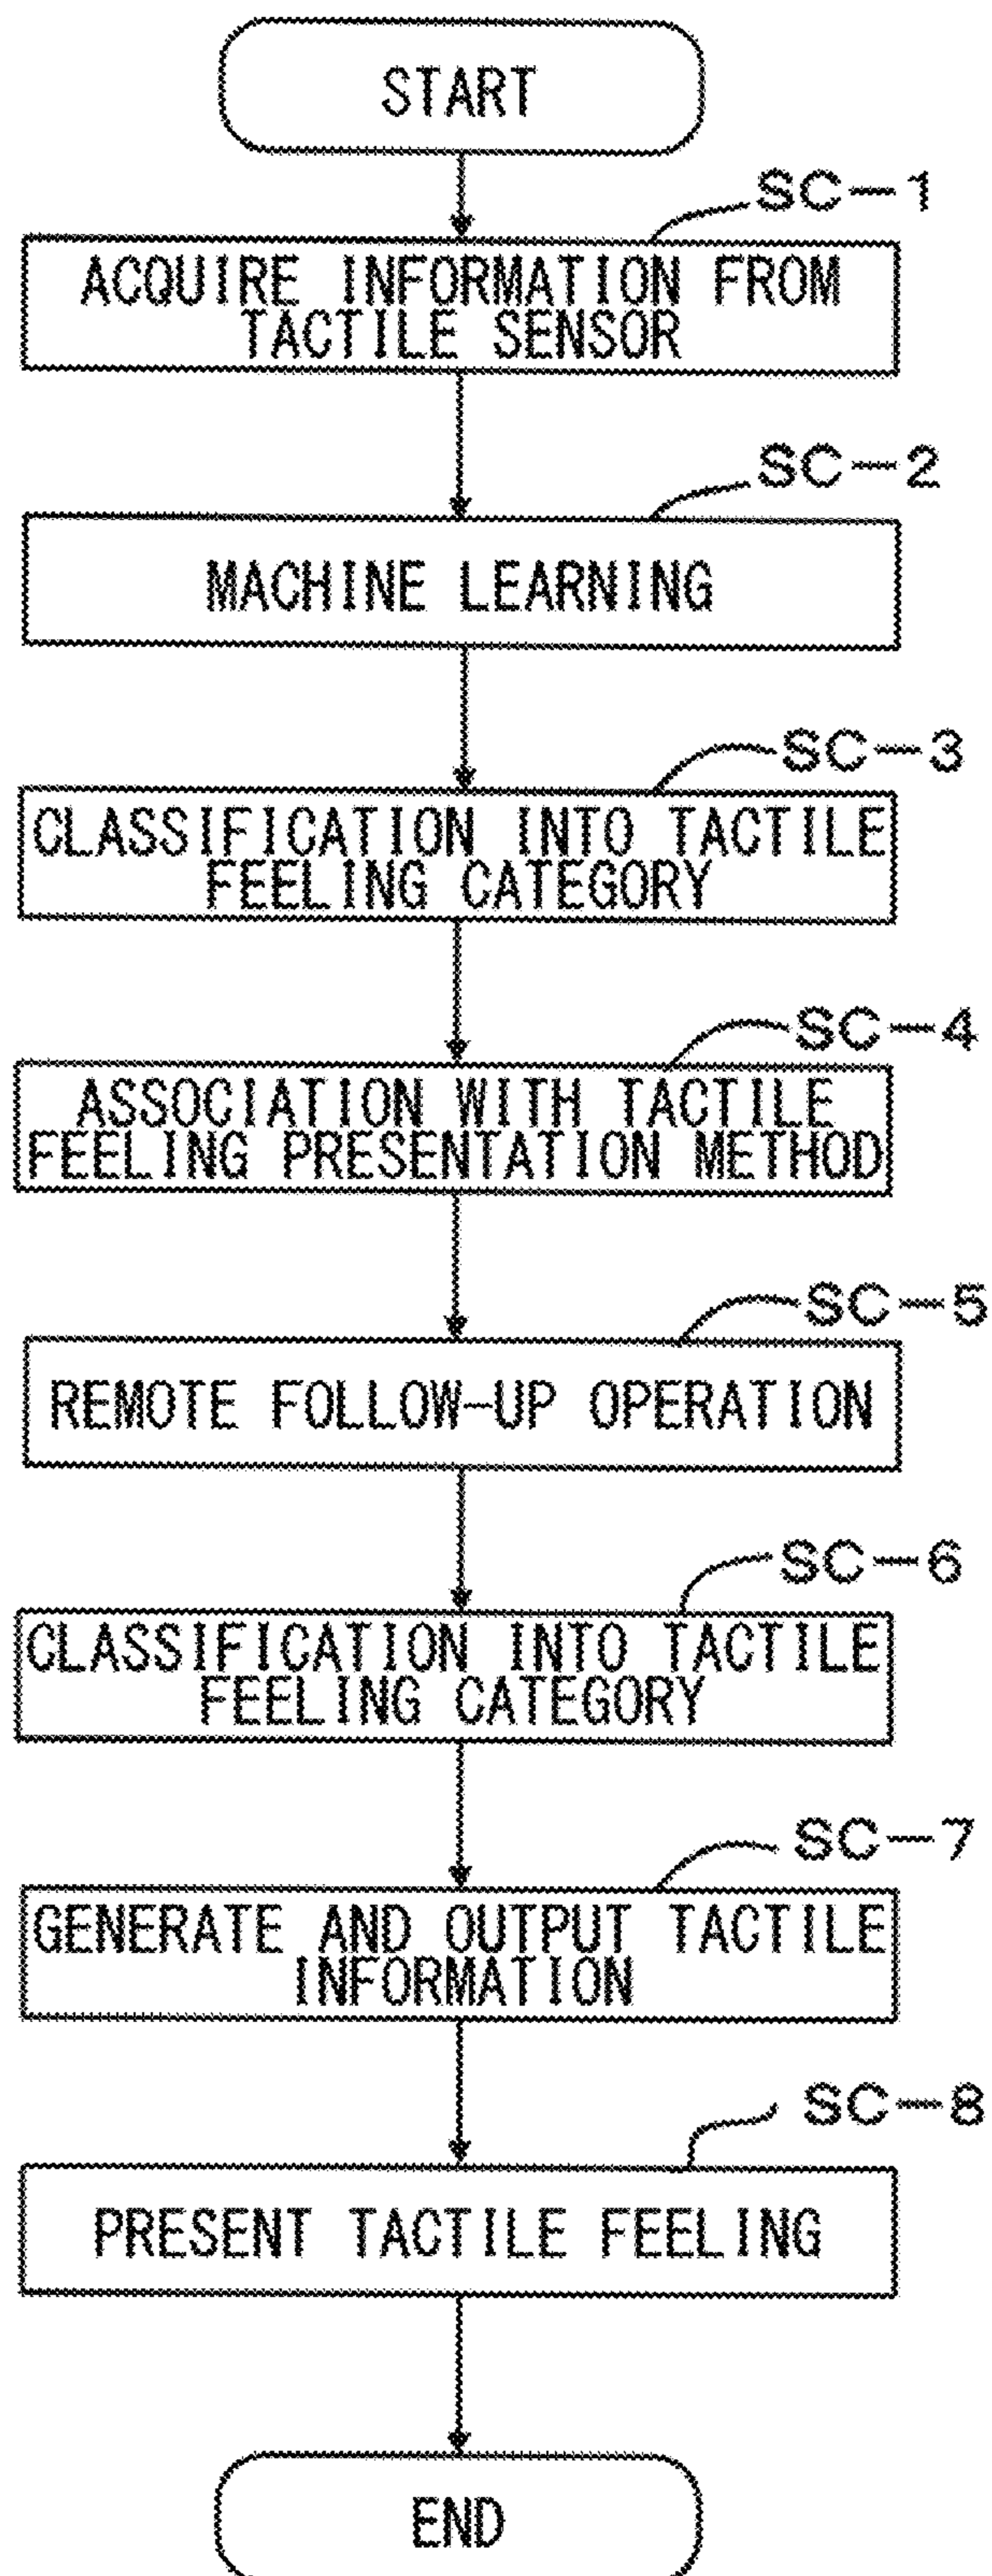 START
SC-1
ACQUIRE INFORMATION FROM
TACTILE SENSOR
SC-2
MACHINE LEARNING
SC-3
CLASSIFICATION INTO TACTILE
FEELING CATEGORY
SC-4
ASSOCIATION WITH TACTILE
FEELING PRESENTATION METHOD
SC-5
REMOTE FOLLOW-UP OPERATION
SC-6
CLASSIFICATION INTO TACTILE
FEELING CATEGORY
SC-7
GENERATE AND OUTPUT TACTILE
INFORMATION
SC-8
PRESENT TACTILE FEELING
END